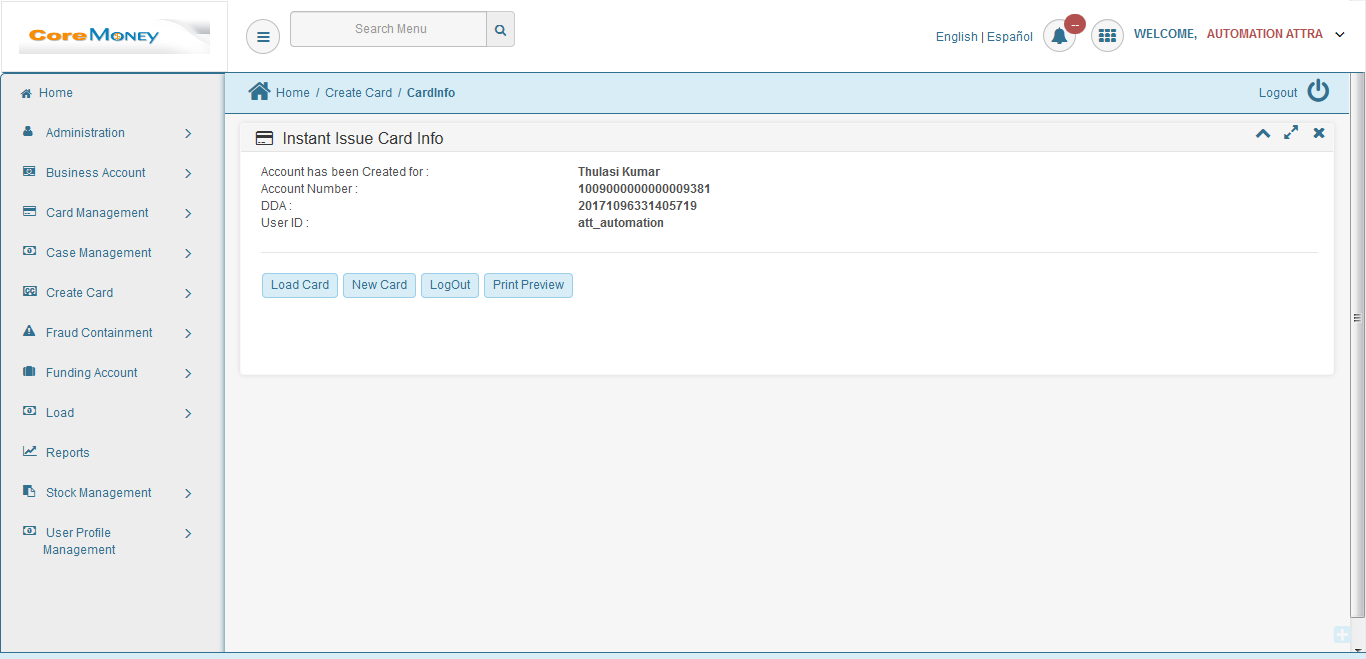 CoreMoney
Search Menu
English | Español
--
WELCOME, AUTOMATION ATTRA
Home
Administration
Business Account
Card Management
Case Management
Create Card
Fraud Containment
Funding Account
Load
Reports
Stock Management
User Profile
Management
Home / Create Card / CardInfo
Logout
Instant Issue Card Info
Account has been Created for : Thulasi Kumar
Account Number : 1009000000000009381
DDA : 20171096331405719
User ID : att_automation
Load Card New Card LogOut Print Preview